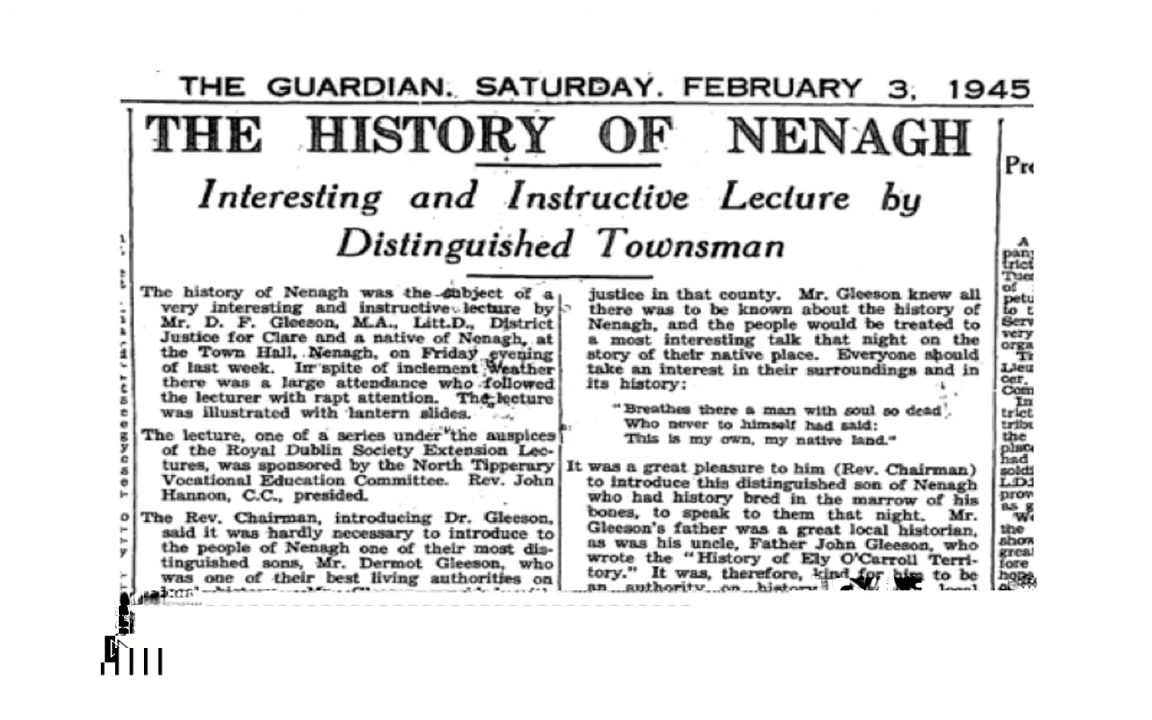 THE GUARDIAN. SATURDAY. FEBRUARY 3, 1945
THE HISTORY OF NENAGH
Interesting and Instructive Lecture by
Distinguished Townsman
The history of Nenagh was the subject of a
very interesting and instructive lecture by
Mr. D. F. Gleeson, M.A., Litt.D., District
Justice for Clare and a native of Nenagh, at
the Town Hall, Nenagh, on Friday evening
of last week. In spite of inclement Weather
there was a large attendance who followed
the lecturer with rapt attention. The lecture
was illustrated with lantern slides.
The lecture, one of a series under the auspices
of the Royal Dublin Society Extension Lec-
tures, was sponsored by the North Tipperary
Vocational Education Committee. Rev. John
Hannon, C.C., presided.
The Rev. Chairman, introducing Dr. Gleeson,
said it was hardly necessary to introduce to
the people of Nenagh one of their most dis-
tinguished sons, Mr. Dermot Gleeson, who
was one of their best living authorities on
justice in that county. Mr. Gleeson knew all
there was to be known about the history of
Nenagh, and the people would be treated to
a most interesting talk that night on the
story of their native place. Everyone should
take an interest in their surroundings and in
its history:
"Breathes there a man with soul so dead
Who never to himself had said:
This is my own, my native land."
It was a great pleasure to him (Rev. Chairman)
to introduce this distinguished son of Nenagh
who had history bred in the marrow of his
bones, to speak to them that night. Mr.
Gleeson's father was a great local historian,
as was his uncle, Father John Gleeson, who
wrote the "History of Ely O'Carroll Terri-
tory." It was, therefore, kind for him to be
an authority on history local